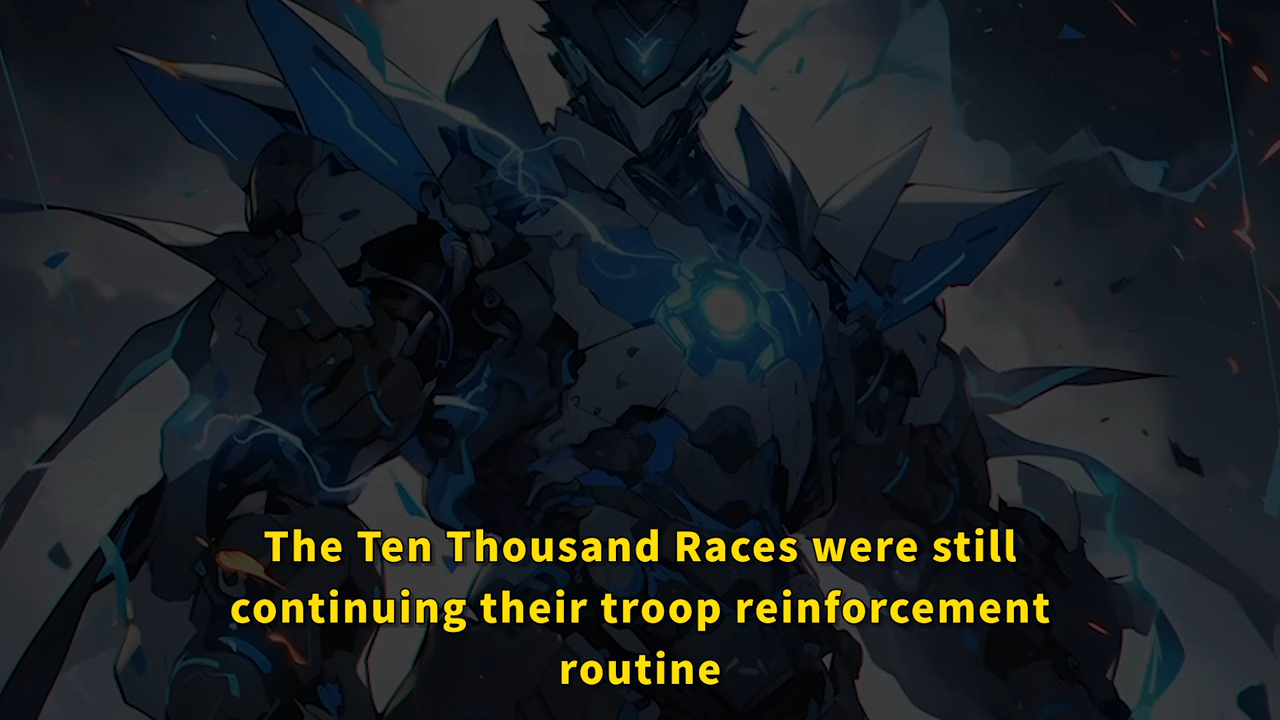 The Ten Thousand Races were still
continuing their troop reinforcement
routine